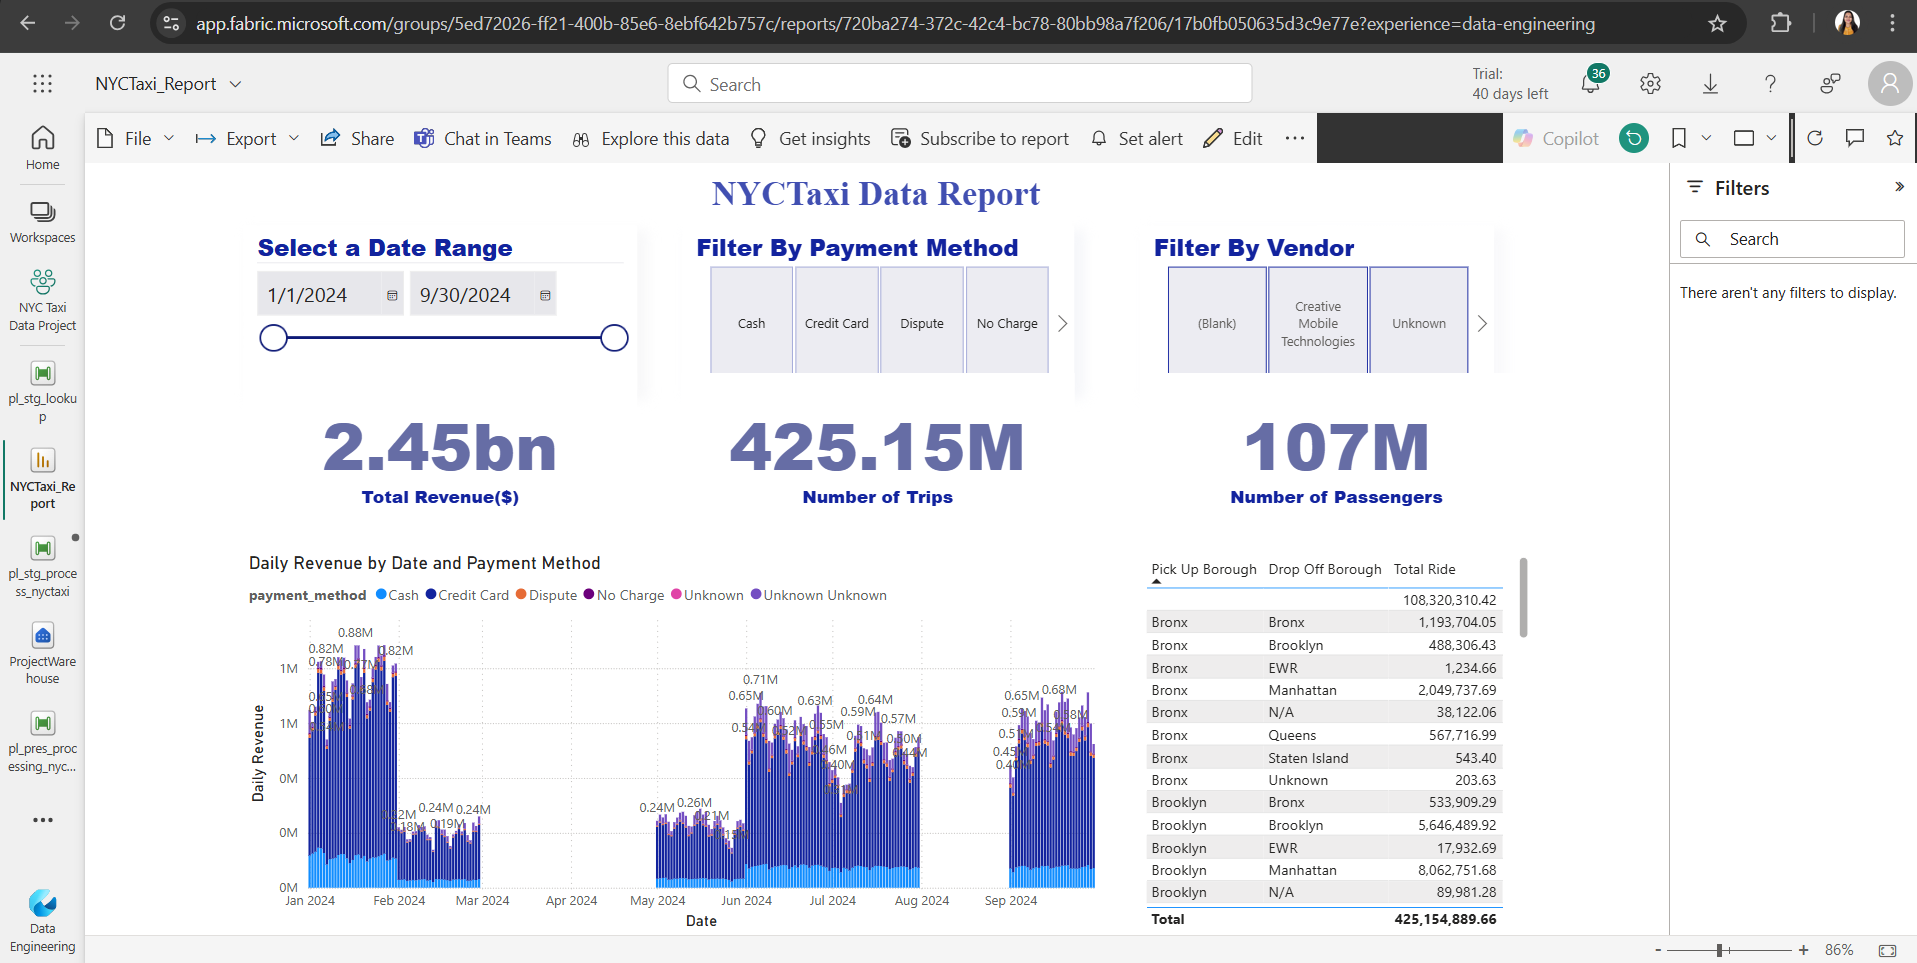 app.fabric.microsoft.com/groups/5ed72026-ff21-400b-85e6-8ebf642b757c/reports/720ba274-372c-42c4-bc78-80bb98a7f206/17b0fb050635d3c9e77e?experience=data-engineering
NYCTaxi_Report
Search
Trial:
40 days left
36
File
Export
Share
Chat in Teams
Explore this data
Get insights
Subscribe to report
Set alert
Edit
Copilot
Home
Workspaces
NYC Taxi
Data Project
pl_stg_looku
p
NYCTaxi_Re
port
pl_stg_proce
ss_nyctaxi
ProjectWare
house
pl_pres_proc
essing_nyc...
Data
Engineering
NYCTaxi Data Report
Select a Date Range
1/1/2024
9/30/2024
Filter By Payment Method
Cash
Credit Card
Dispute
No Charge
Filter By Vendor
(Blank)
Creative
Mobile
Technologies
Unknown
2.45bn
Total Revenue($)
425.15M
Number of Trips
107M
Number of Passengers
Daily Revenue by Date and Payment Method
payment_method Cash Credit Card Dispute No Charge Unknown Unknown Unknown
Daily Revenue
1M
1M
0M
0M
0M
0.88M
0.82M
0.82M
0.78M
0.77M
0.24M
0.24M
0.19M
0.18M
0.24M
0.26M
0.21M
0.71M
0.65M
0.60M
0.63M
0.55M
0.59M
0.64M
0.57M
0.65M
0.68M
Jan 2024
Feb 2024
Mar 2024
Apr 2024
May 2024
Jun 2024
Jul 2024
Aug 2024
Sep 2024
Date
Pick Up Borough Drop Off Borough Total Ride
108,320,310.42
Bronx Bronx 1,193,704.05
Bronx Brooklyn 488,306.43
Bronx EWR 1,234.66
Bronx Manhattan 2,049,737.69
Bronx N/A 38,122.06
Bronx Queens 567,716.99
Bronx Staten Island 543.40
Bronx Unknown 203.63
Brooklyn Bronx 533,909.29
Brooklyn Brooklyn 5,646,489.92
Brooklyn EWR 17,932.69
Brooklyn Manhattan 8,062,751.68
Brooklyn N/A 89,981.28
Total 425,154,889.66
Filters
Search
There aren't any filters to display.
- + 86%